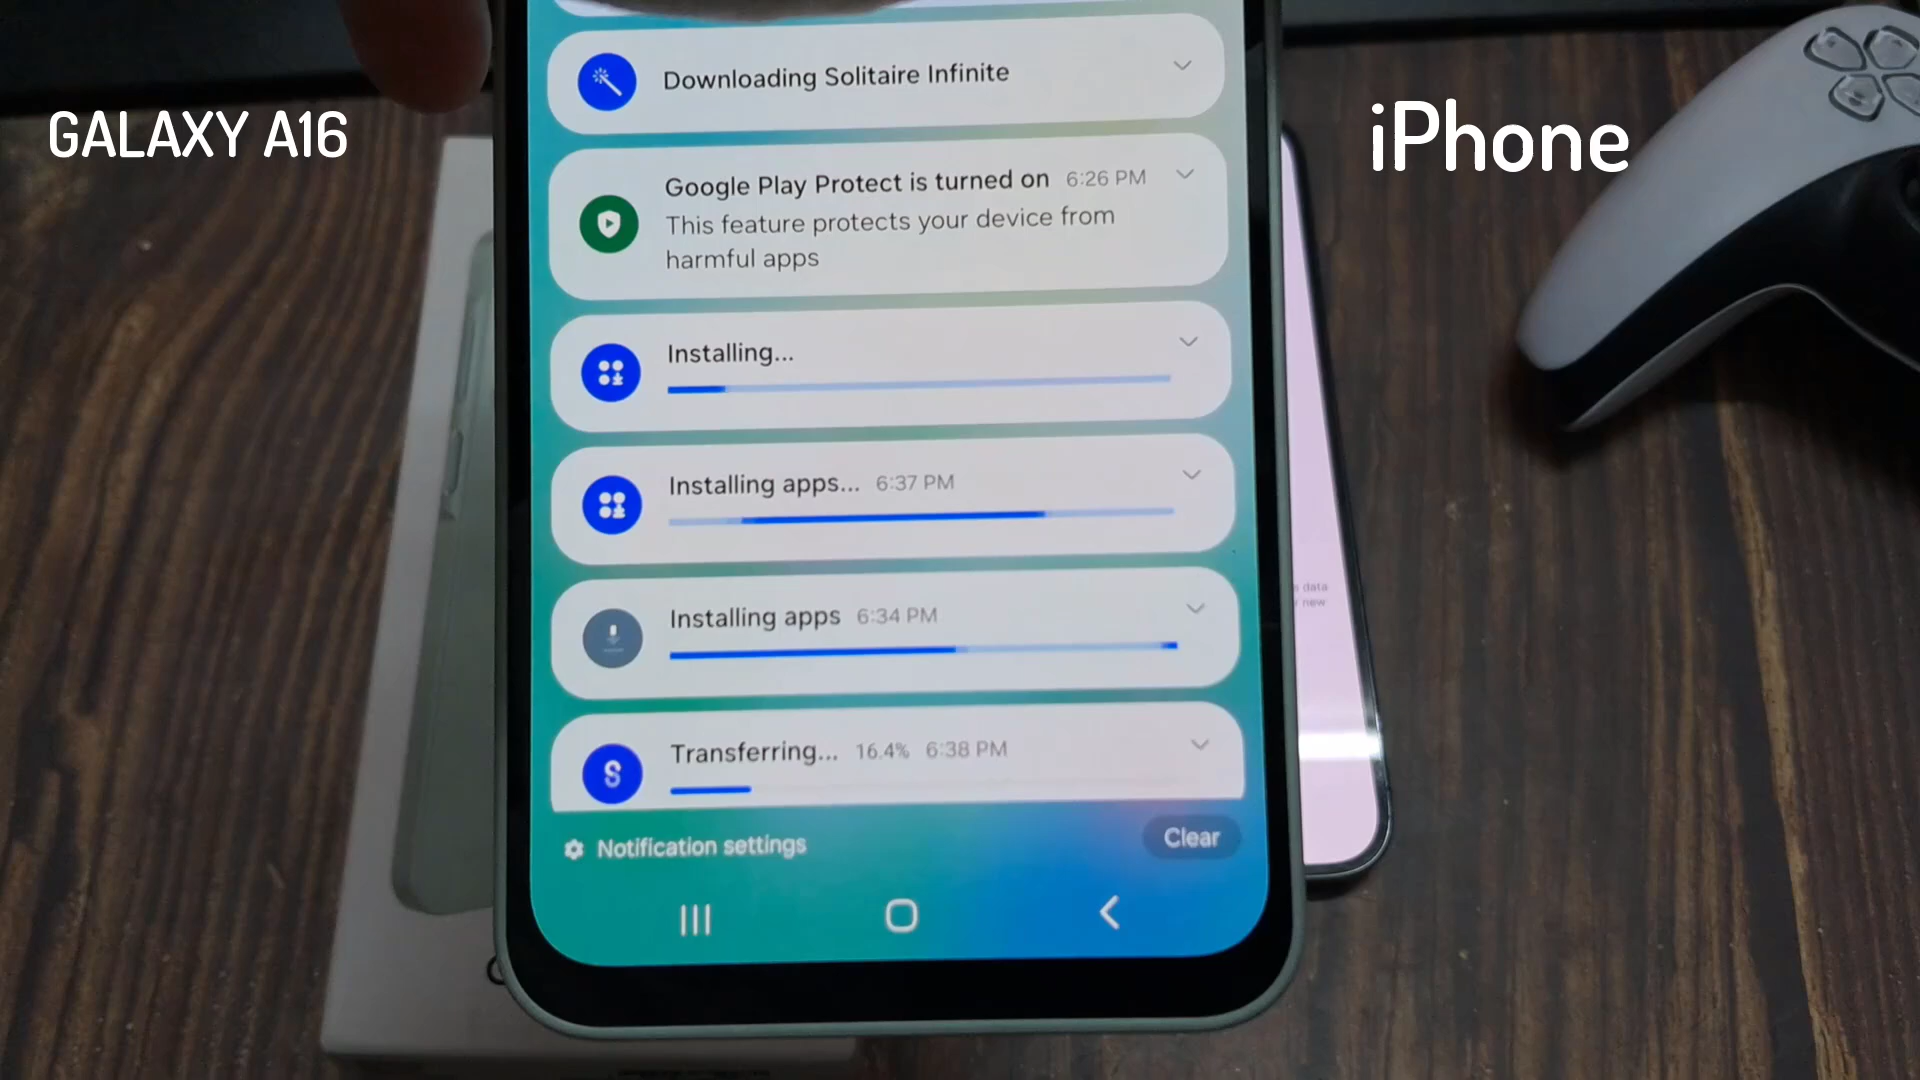 GALAXY A16
iPhone
Downloading Solitaire Infinite
Google Play Protect is turned on 6:26 PM
This feature protects your device from
harmful apps
Installing...
Installing apps... 6:37 PM
Installing apps 6:34 PM
Transferring... 16.4% 6:38 PM
Notification settings
Clear
data
new